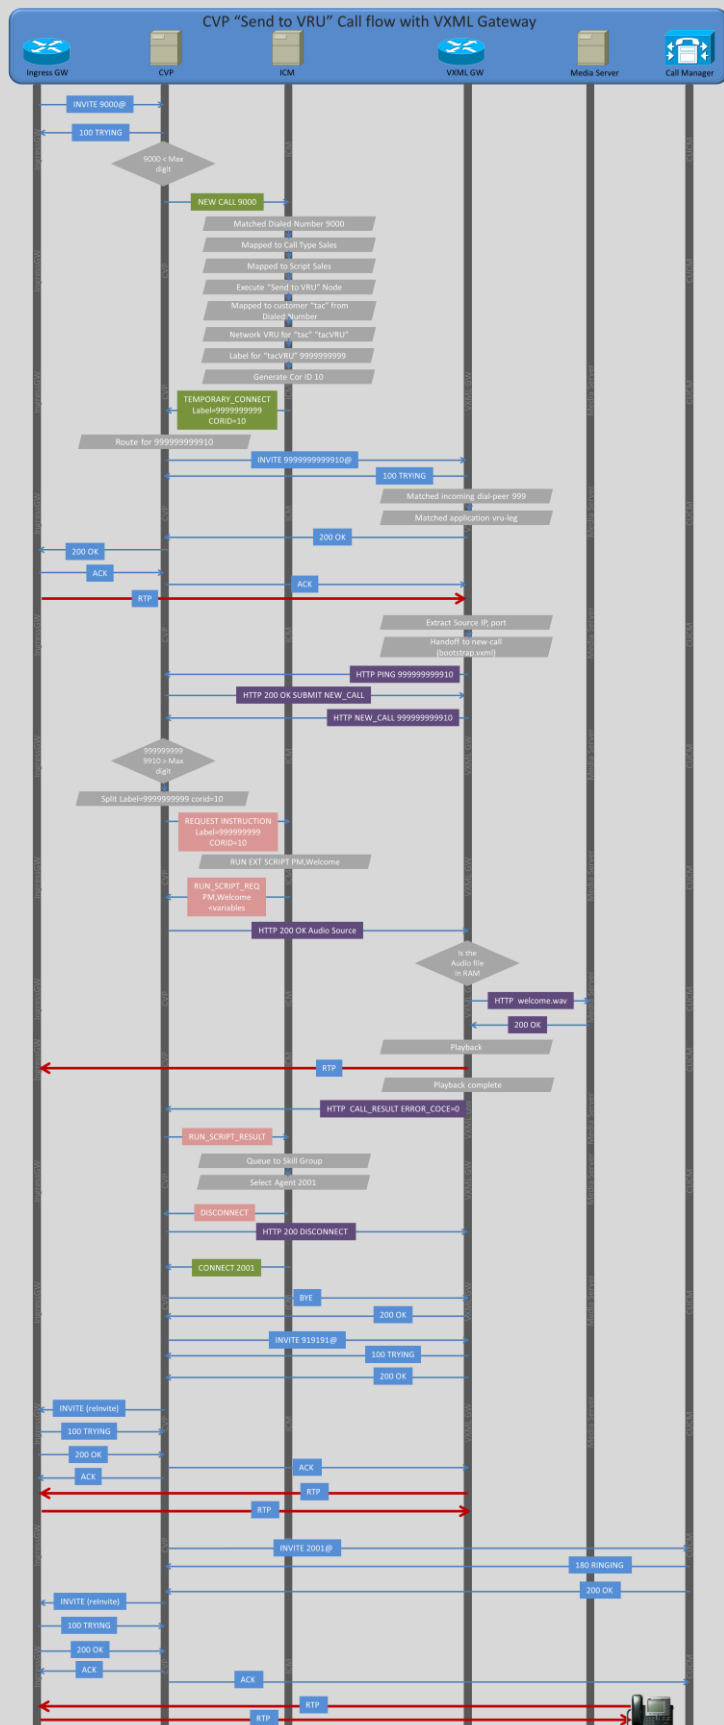 CVP “Send to VRU” Call flow with VXML Gateway
Ingress GW
CVP
ICM
VXML GW
Media Server
Call Manager
INVITE 9000@
100 TRYING
9000 < Max
digit
NEW CALL 9000
Matched Dialed Number 9000
Mapped to Call Type Sales
Mapped to Script Sales
Execute “Send to VRU” Node
Mapped to customer “tac” from
Dialed Number
Network VRU for “tac” “tacVRU”
Label for “tacVRU” 9999999999
Generate Cor ID 10
TEMPORARY_CONNECT
Label=9999999999
CORID=10
Route for 999999999910
INVITE 9999999999910@
100 TRYING
Matched incoming dial-peer 999
Matched application vru-leg
200 OK
200 OK
ACK
ACK
RTP
Extract Source IP, port
Handoff to new-call
(bootstrap.vxml)
HTTP PING 999999999910
HTTP 200 OK SUBMIT NEW_CALL
HTTP NEW_CALL 999999999910
999999999
9910 > Max
digit
Split Label=9999999999 corid=10
REQUEST INSTRUCTION
Label=999999999
CORID=10
RUN EXT SCRIPT PM,Welcome
RUN_SCRIPT_REQ
PM,Welcome
<variables
HTTP 200 OK Audio Source
Is the
Audio file
in RAM
HTTP  welcome.wav
200 OK
Playback
RTP
Playback complete
HTTP  CALL_RESULT ERROR_COCE=0
RUN_SCRIPT_RESULT
Queue to Skill Group
Select Agent 2001
DISCONNECT
HTTP 200 DISCONNECT
CONNECT 2001
BYE
200 OK
INVITE 919191@
100 TRYING
200 OK
INVITE (reInvite)
100 TRYING
200 OK
ACK
ACK
RTP
RTP
INVITE 2001@
180 RINGING
200 OK
INVITE (reInvite)
100 TRYING
200 OK
ACK
ACK
RTP
RTP